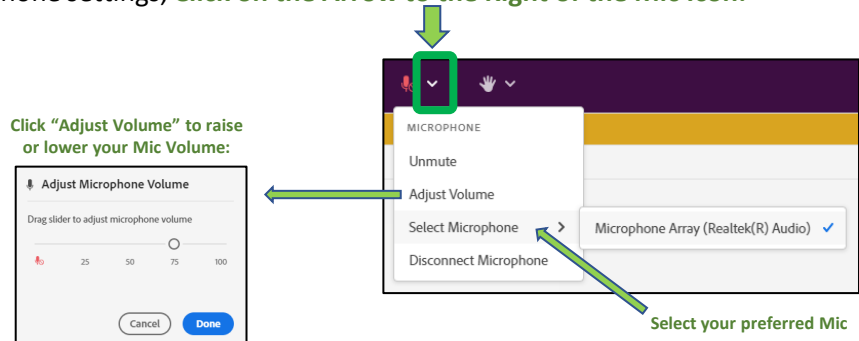 hone settings, Click on the Arrow to the Right of the Mic Icon.
Click “Adjust Volume” to raise
or lower your Mic Volume:
Adjust Microphone Volume
Drag slider to adjust microphone volume
25 50 75 100
Cancel Done
MICROPHONE
Unmute
Adjust Volume
Select Microphone
Microphone Array (Realtek(R) Audio)
Disconnect Microphone
Select your preferred Mic